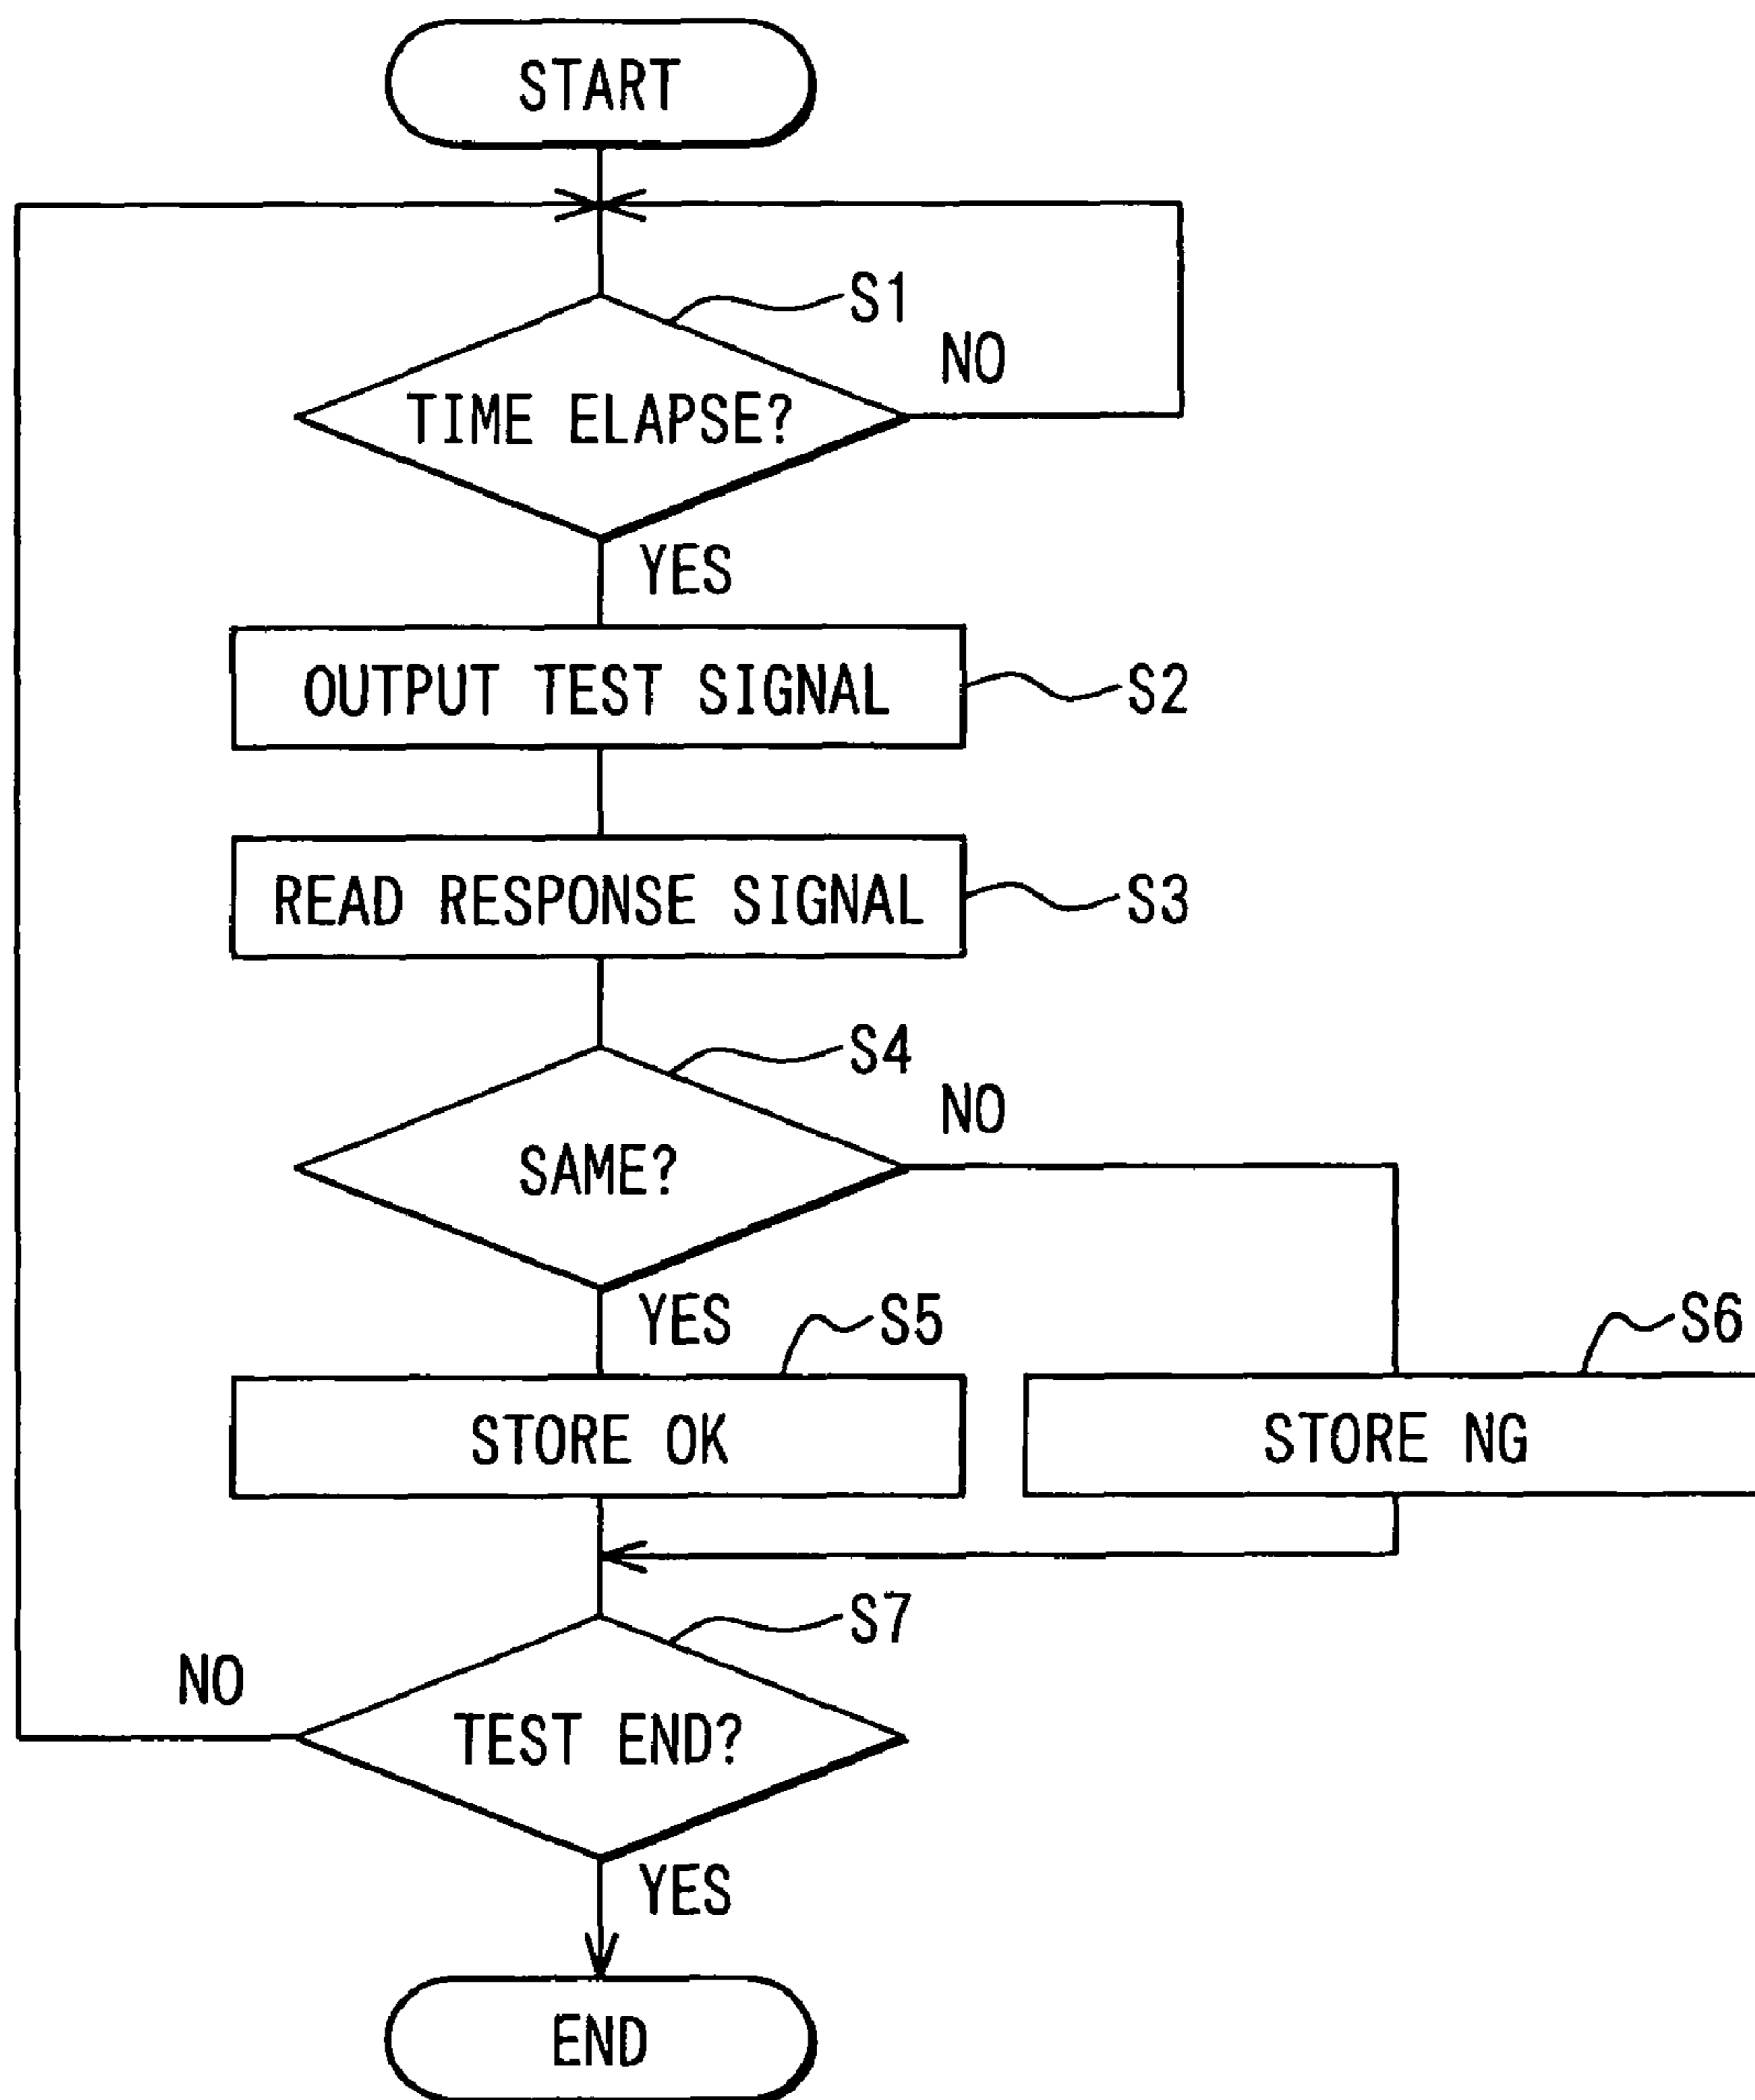 START
S1
NO
TIME ELAPSE?
YES
OUTPUT TEST SIGNAL
S2
READ RESPONSE SIGNAL
S3
S4
NO
SAME?
YES
S5
S6
STORE OK
STORE NG
S7
NO
TEST END?
YES
END